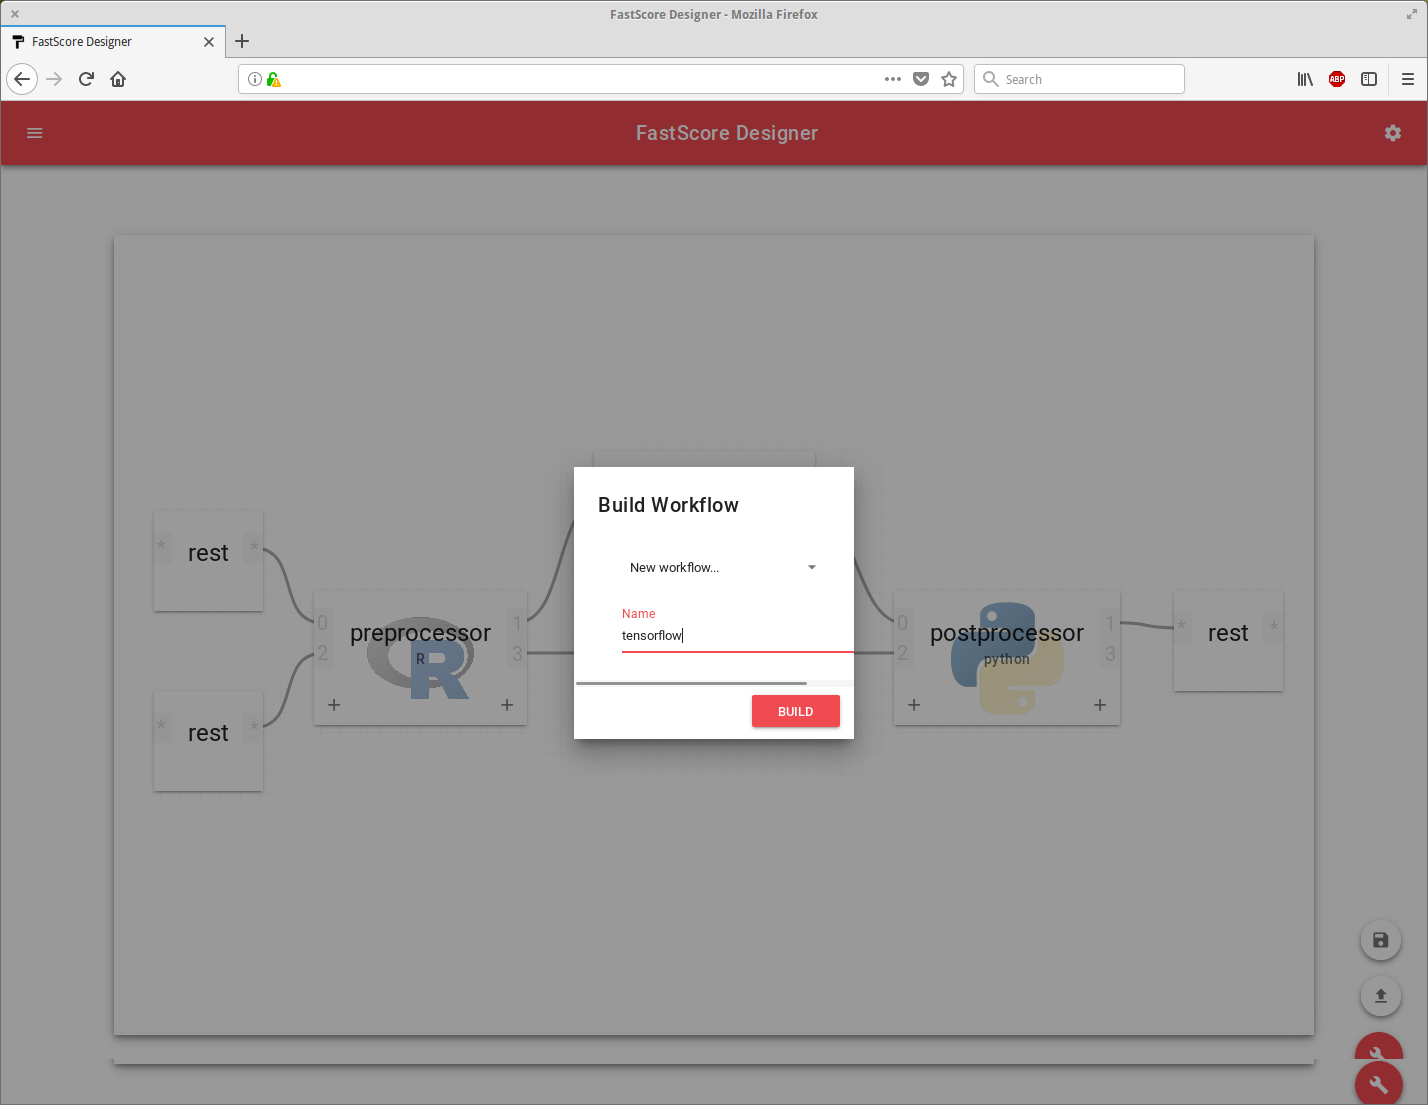 FastScore Designer - Mozilla Firefox
FastScore Designer
Search
ABP
FastScore Designer
Build Workflow
New workflow...
Name
tensorflow
BUILD
* rest *
* rest *
0 preprocessor 1
2 R 3
+ +
0 postprocessor 1
2 python 3
+ +
* rest *